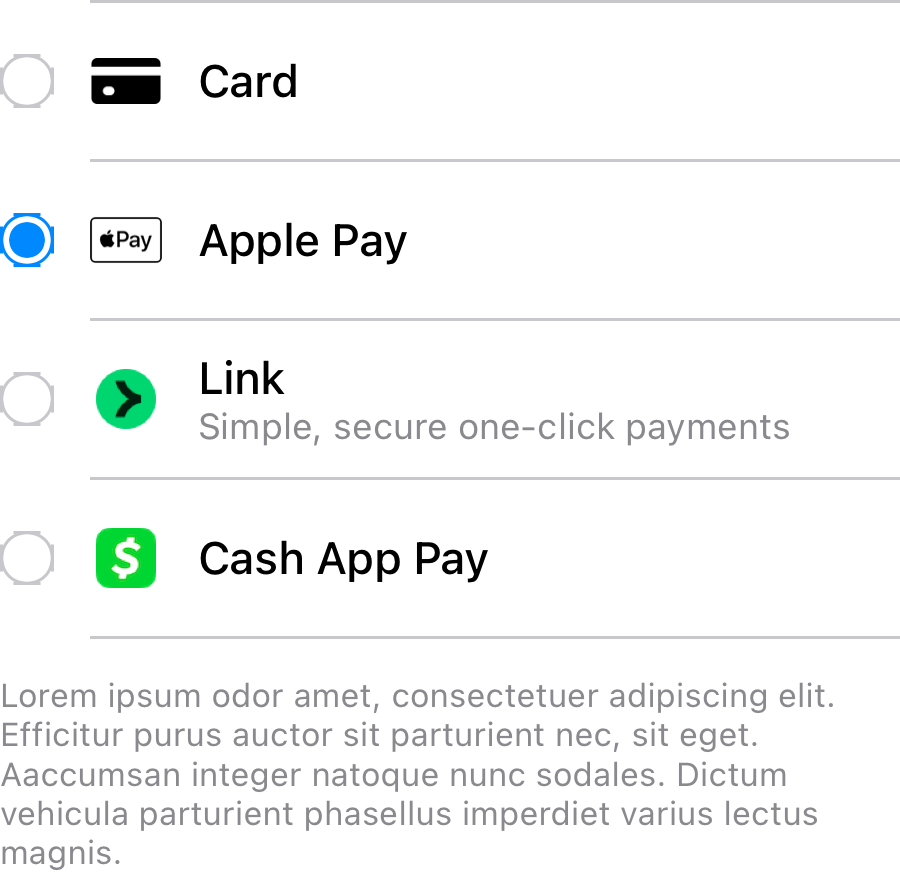 Card
Pay
Apple Pay
Link
Simple, secure one-click payments
$
Cash App Pay
Lorem ipsum odor amet, consectetuer adipiscing elit.
Efficitur purus auctor sit parturient nec, sit eget.
Aaccumsan integer natoque nunc sodales. Dictum
vehicula parturient phasellus imperdiet varius lectus
magnis.